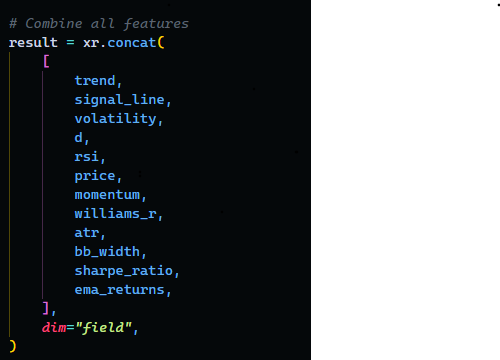 # Combine all features
result = xr.concat(
    [
        trend,
        signal_line,
        volatility,
        d,
        rsi,
        price,
        momentum,
        williams_r,
        atr,
        bb_width,
        sharpe_ratio,
        ema_returns,
    ],
    dim="field",
)